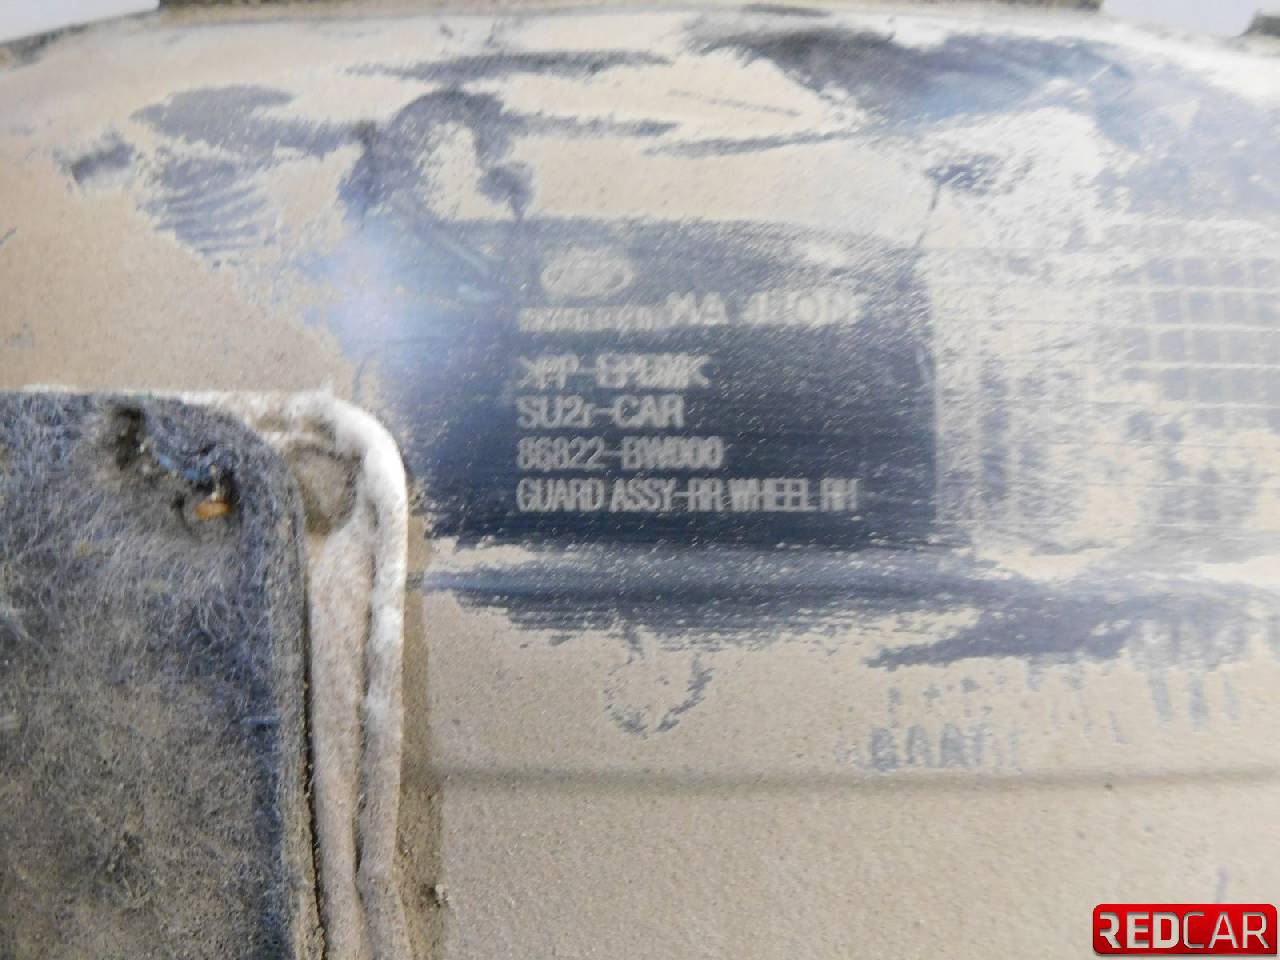 >PP-EPDM<
SU2r-CAR
86822-BW000
GUARD ASSY-RR WHEEL RH
REDCAR